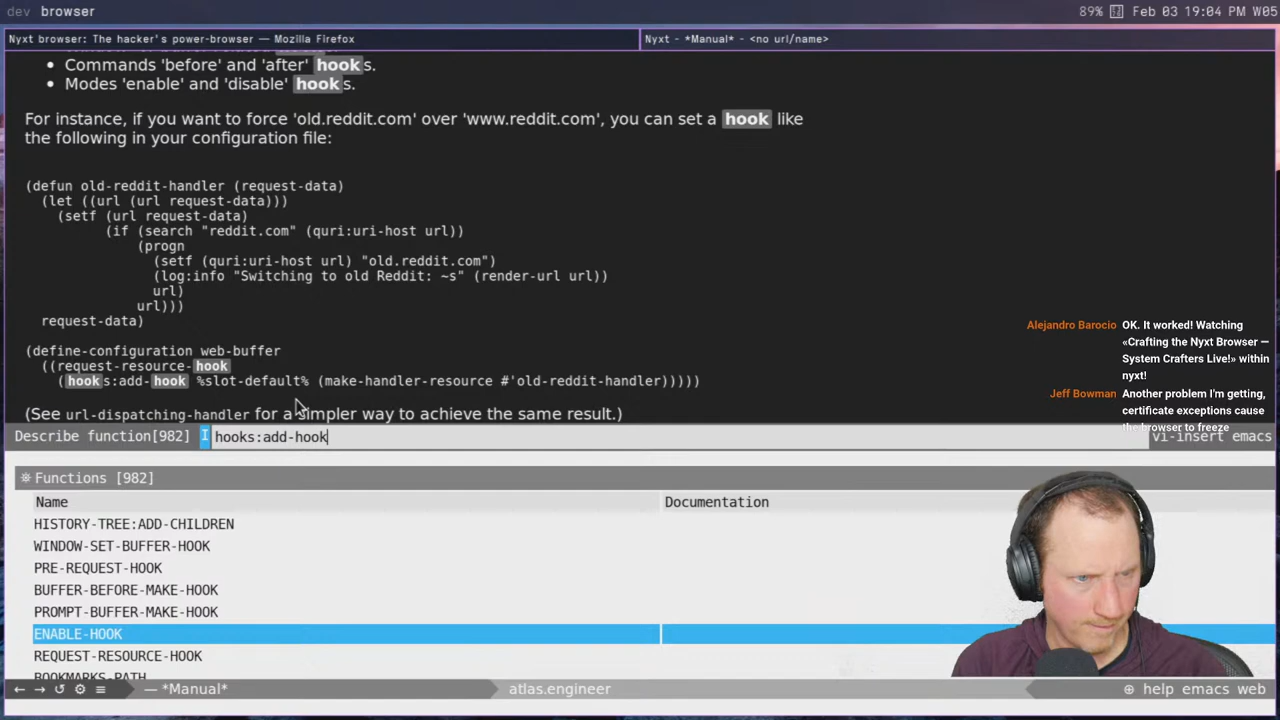 dev browser
89% Feb 03 19:04 PM W05
Nyxt browser: The hacker's power-browser — Mozilla Firefox
Nyxt - *Manual* - <no url/name>
• Commands 'before' and 'after' hooks.
• Modes 'enable' and 'disable' hooks.
For instance, if you want to force 'old.reddit.com' over 'www.reddit.com', you can set a hook like
the following in your configuration file:
(defun old-reddit-handler (request-data)
(let ((url (url request-data)))
(setf (url request-data)
(if (search "reddit.com" (quri:uri-host url))
(progn
(setf (quri:uri-host url) "old.reddit.com")
(log:info "Switching to old Reddit: ~s" (render-url url))
url)
url)))
request-data)
(define-configuration web-buffer
((request-resource-hook
(hooks:add-hook %slot-default% (make-handler-resource #'old-reddit-handler)))))
(See url-dispatching-handler for a simpler way to achieve the same result.)
Alejandro Barocio OK. It worked! Watching
«Crafting the Nyxt Browser —
System Crafters Live!» within
nyxt!
Jeff Bowman Another problem I'm getting,
certificate exceptions cause
the browser to freeze
Describe function[982] I hooks:add-hook
vi-insert emacs
Functions [982]
Name Documentation
HISTORY-TREE:ADD-CHILDREN
WINDOW-SET-BUFFER-HOOK
PRE-REQUEST-HOOK
BUFFER-BEFORE-MAKE-HOOK
PROMPT-BUFFER-MAKE-HOOK
ENABLE-HOOK
REQUEST-RESOURCE-HOOK
BOOKMARKS-PATH
— *Manual*
atlas.engineer
help emacs web